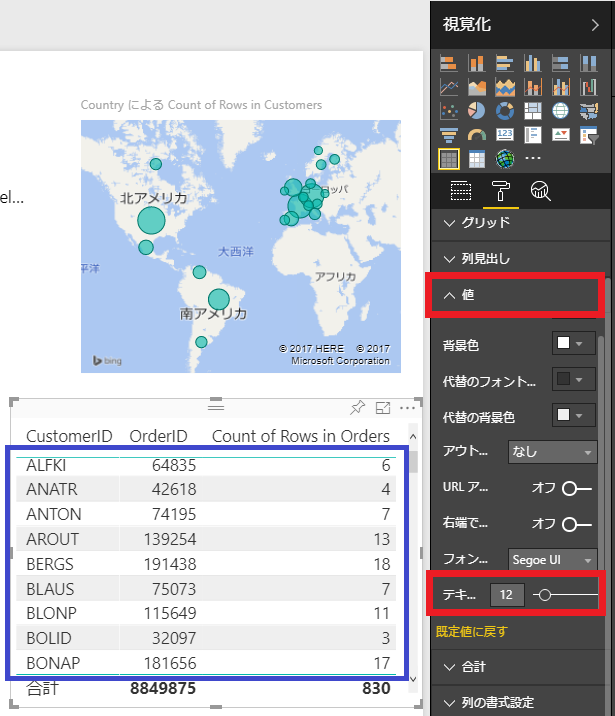 視覚化
Country による Count of Rows in Customers
el...
北アメリカ
ヨーロッパ
大西洋
平洋
アフリカ
南アメリカ
© 2017 HERE © 2017
Microsoft Corporation
bing
CustomerID OrderID Count of Rows in Orders
ALFKI 64835 6
ANATR 42618 4
ANTON 74195 7
AROUT 139254 13
BERGS 191438 18
BLAUS 75073 7
BLONP 115649 11
BOLID 32097 3
BONAP 181656 17
合計 8849875 830
123
グリッド
列見出し
値
背景色
代替のフォント...
代替の背景色
アウト... なし
URL ア... オフ
右端で... オフ
フォン... Segoe UI
テキ... 12
既定値に戻す
合計
列の書式設定